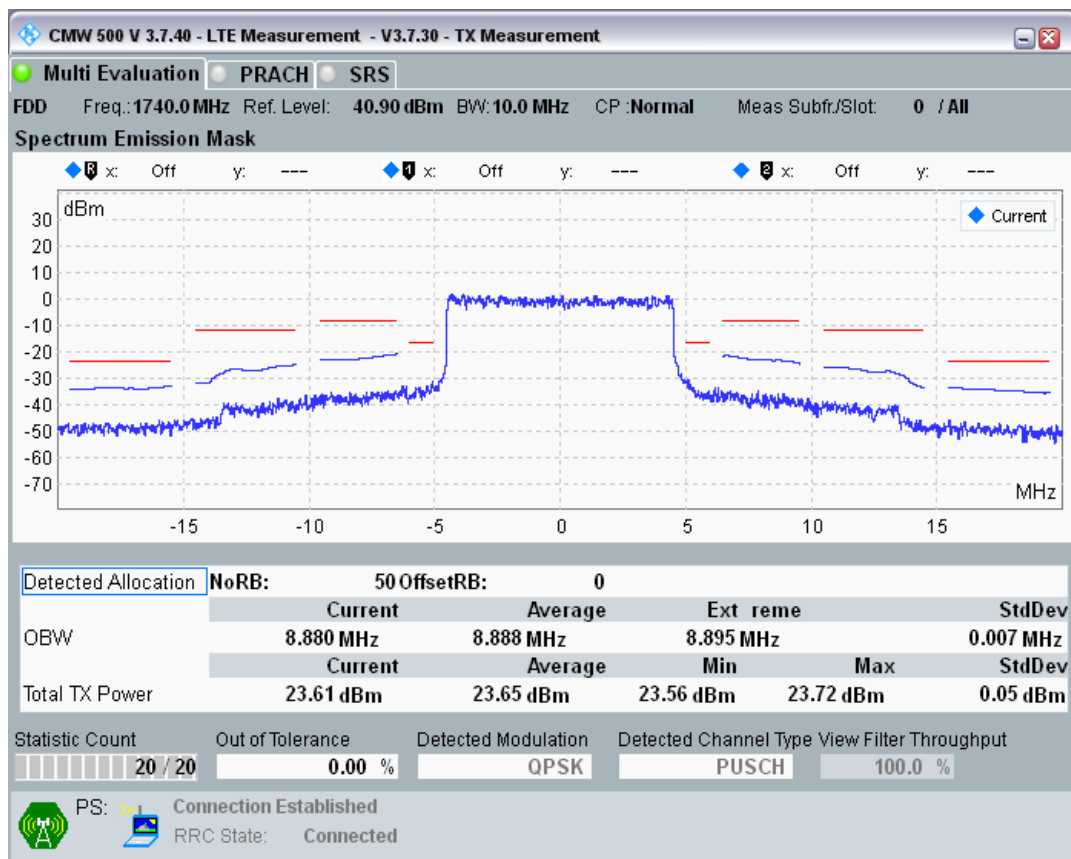 CMW 500 V 3.7.40 - LTE Measurement - V3.7.30 - TX Measurement
Multi Evaluation PRACH SRS
FDD Freq.: 1740.0 MHz Ref. Level: 40.90 dBm BW: 10.0 MHz CP : Normal Meas Subfr./Slot: 0 / All
Spectrum Emission Mask
R x: Off y: --- 1 x: Off y: --- 2 x: Off y: ---
dBm
Current
30
20
10
0
-10
-20
-30
-40
-50
-60
-70
MHz
-15 -10 -5 0 5 10 15
Detected Allocation NoRB: 50 OffsetRB: 0
Current Average Ext reme StdDev
OBW 8.880 MHz 8.888 MHz 8.895 MHz 0.007 MHz
Current Average Min Max StdDev
Total TX Power 23.61 dBm 23.65 dBm 23.56 dBm 23.72 dBm 0.05 dBm
Statistic Count Out of Tolerance Detected Modulation Detected Channel Type View Filter Throughput
20 / 20 0.00 % QPSK PUSCH 100.0 %
PS: Connection Established
RRC State: Connected